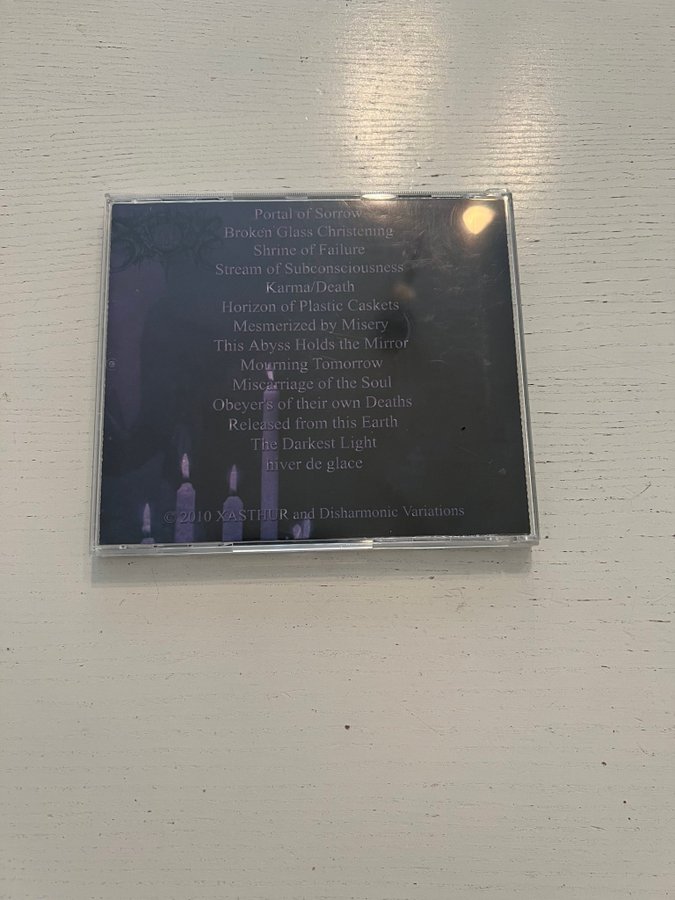 Portal of Sorrow
Broken Glass Christening
Shrine of Failure
Stream of Subconsciousness
Karma/Death
Horizon of Plastic Caskets
Mesmerized by Misery
This Abyss Holds the Mirror
Mourning Tomorrow
Miscarriage of the Soul
Obeyer's of their own Deaths
Released from this Earth
The Darkest Light
hiver de glace
© 2010 XASTHUR and Disharmonic Variations